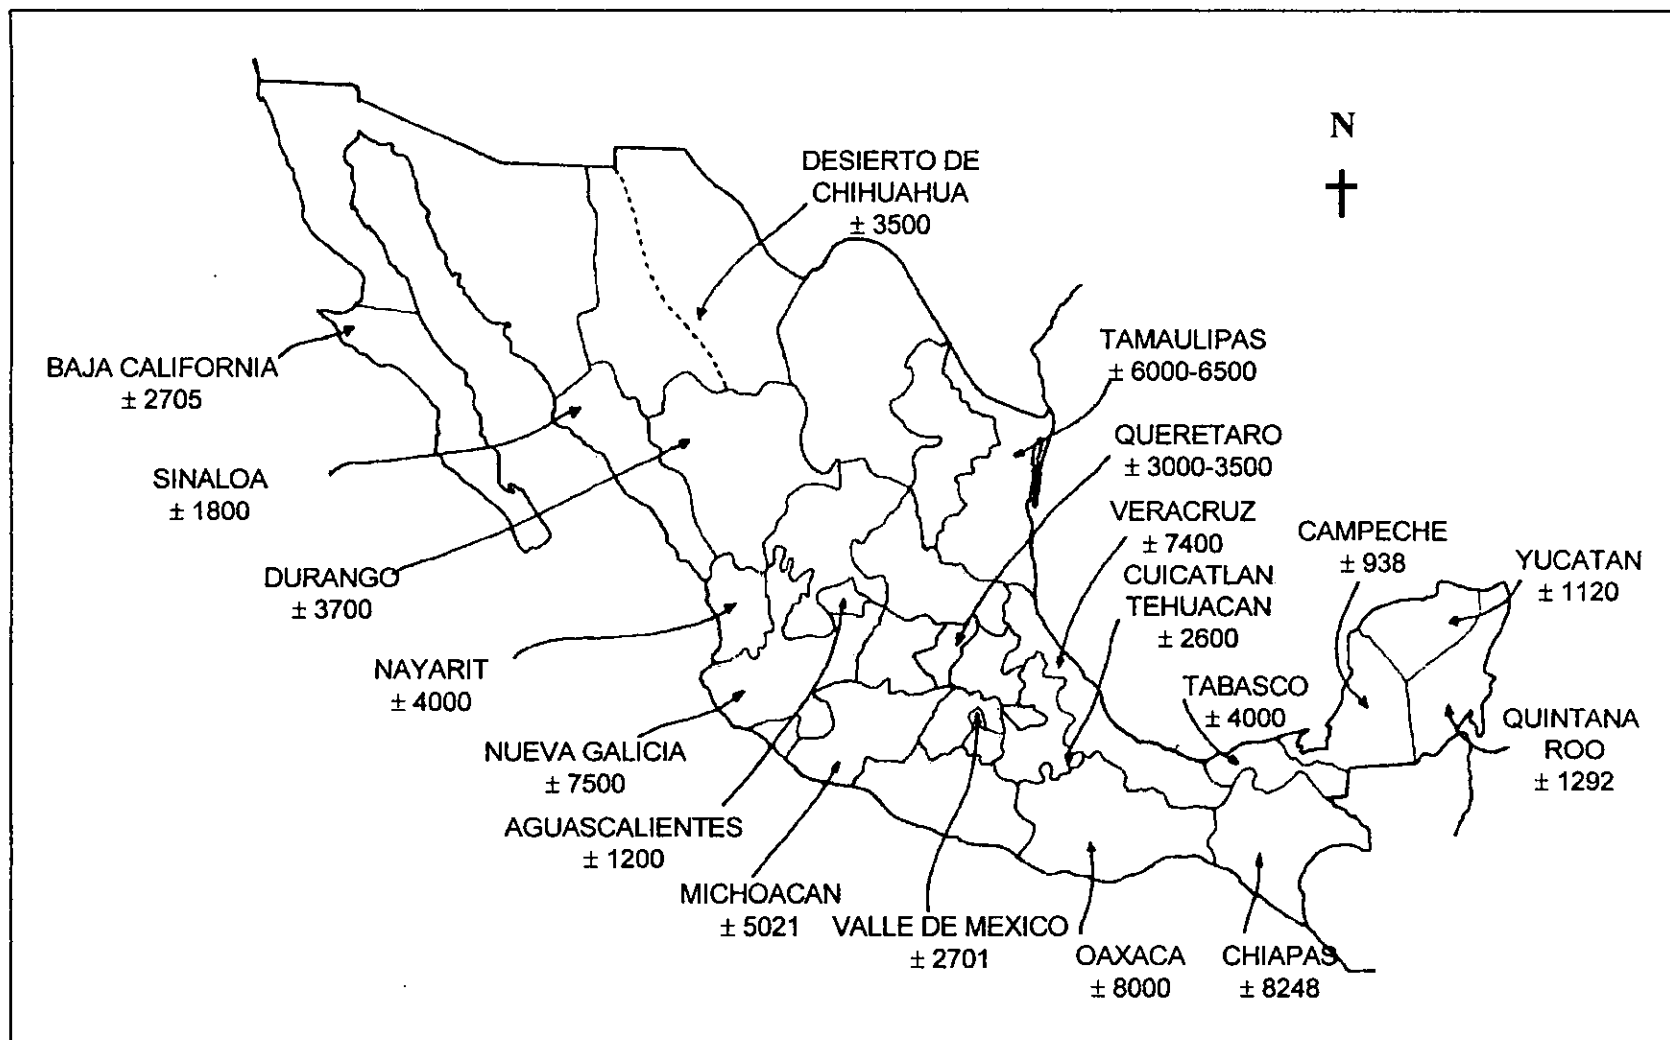 N
DESIERTO DE
CHIHUAHUA
± 3500
TAMAULIPAS
± 6000-6500
BAJA CALIFORNIA
± 2705
QUERETARO
± 3000-3500
SINALOA
± 1800
VERACRUZ
± 7400
CAMPECHE
± 938
YUCATAN
± 1120
DURANGO
± 3700
CUICATLAN
TEHUACAN
± 2600
NAYARIT
± 4000
TABASCO
± 4000
QUINTANA
ROO
± 1292
NUEVA GALICIA
± 7500
AGUASCALIENTES
± 1200
MICHOACAN
± 5021
VALLE DE MEXICO
± 2701
OAXACA
± 8000
CHIAPAS
± 8248